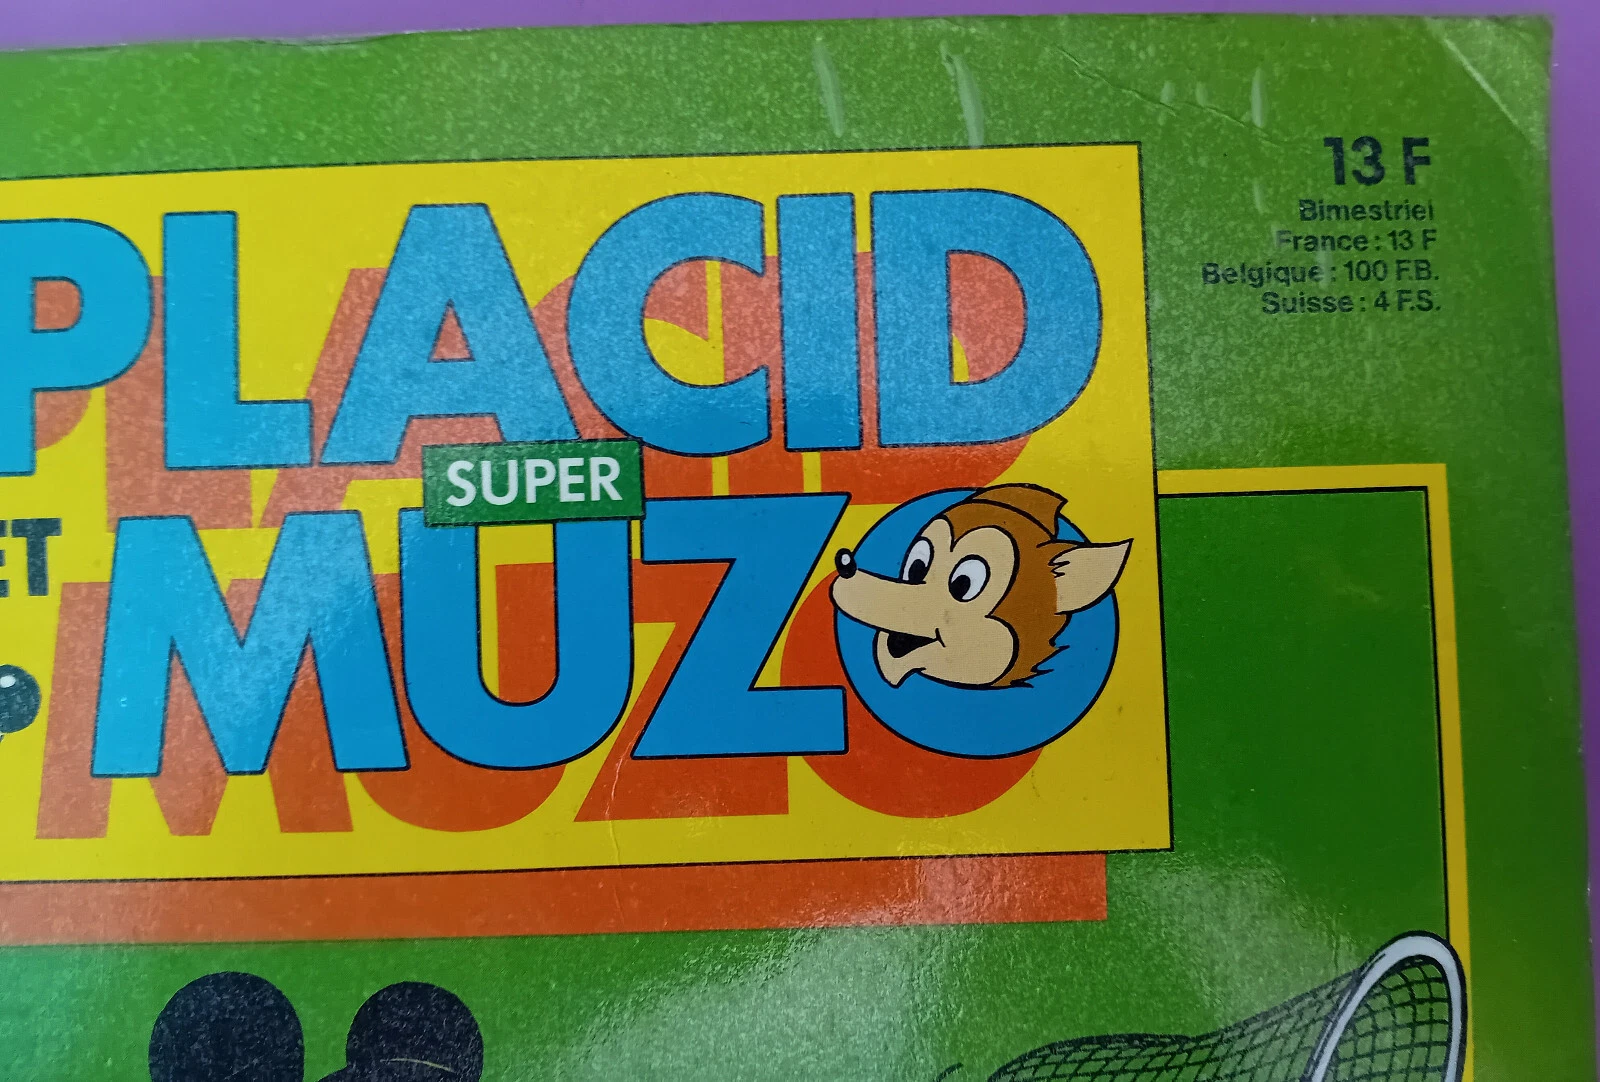 13 F
Bimestriel
France : 13 F
Belgique : 100 F.B.
Suisse : 4 F.S.
PLACID
SUPER
ET
MUZO